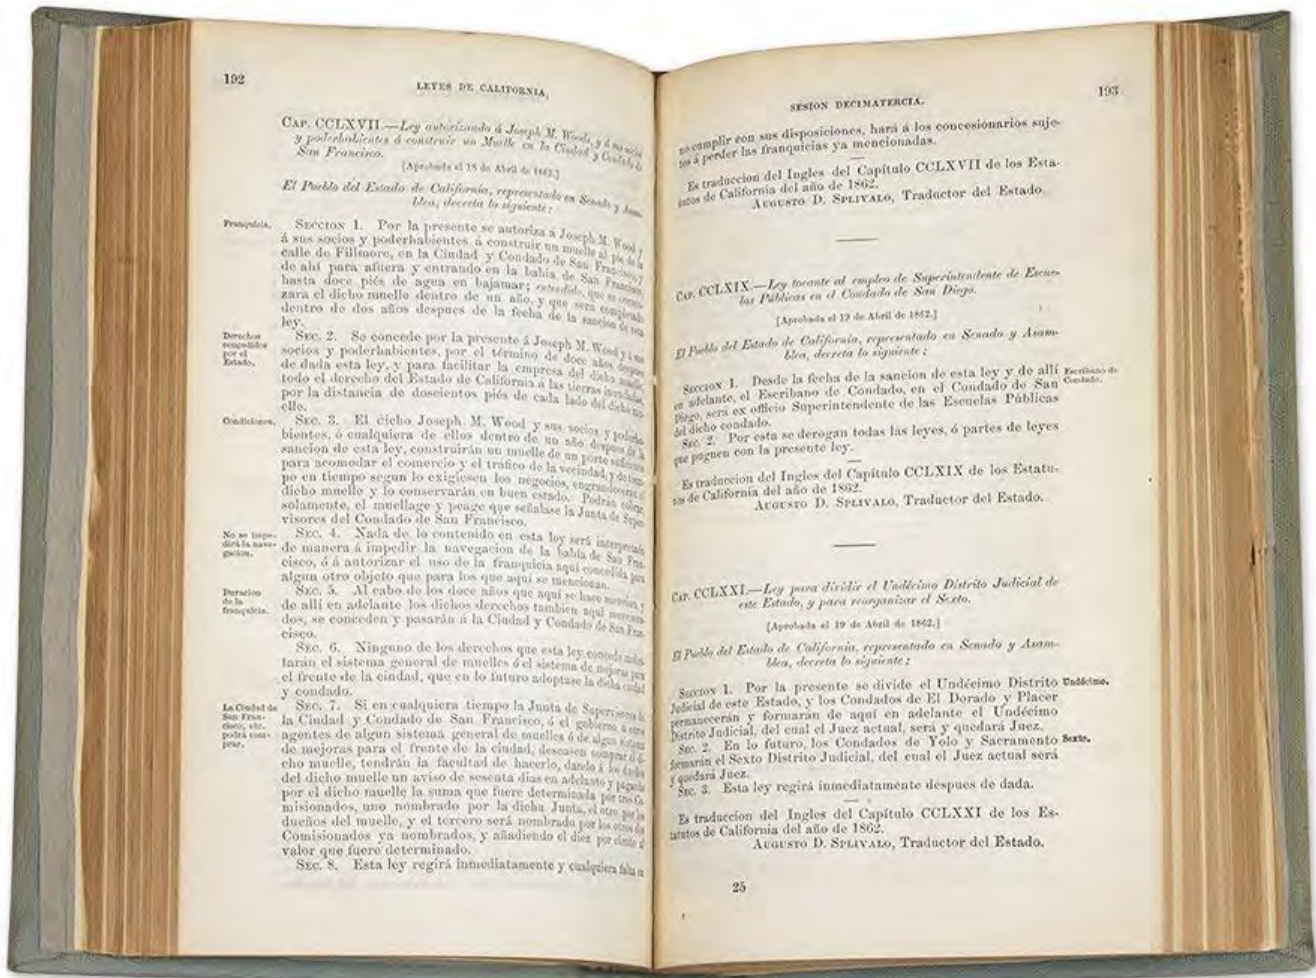 192
LEYES DE CALIFORNIA,
CAP. CCLXVII.—Ley autorizando á Joseph M. Wood, y á sus socios
y poderhabientes á construir un Muelle en la Ciudad y Condado de
San Francisco.
[Aprobada el 18 de Abril de 1862.]
El Pueblo del Estado de California, representado en Senado y Asam-
blea, decreta lo siguiente:
Franquicia.
SECCION 1. Por la presente se autoriza á Joseph M. Wood y
á sus socios y poderhabientes, á construir un muelle al pié de la
calle de Fillmore, en la Ciudad y Condado de San Francisco, y
de ahí para afuera y entrando en la bahía de San Francisco,
hasta doce piés de agua en bajamar; entendido, que se comen-
zara el dicho muelle dentro de un año, y que será completado
dentro de dos años despues de la fecha de la sancion de esta
ley.
Derechos
concedidos
por el
Estado.
SEC. 2. Se concede por la presente á Joseph M. Wood y á sus
socios y poderhabientes, por el término de doce años despues
de dada esta ley, y para facilitar la empresa del dicho muelle,
todo el derecho del Estado de California á las tierras inundadas,
por la distancia de doscientos piés de cada lado del dicho mu-
ello.
Condiciones.
SEC. 3. El dicho Joseph M. Wood y sus socios y poderha-
bientes, ó cualquiera de ellos dentro de un año despues de la
sancion de esta ley, construirán un muelle de un porte suficiente
para acomodar el comercio y el tráfico de la vecindad, y de tiem-
po en tiempo segun lo exigiesen los negocios, engrandecerán el
dicho muelle y lo conservarán en buen estado. Podrán cobrar
solamente, el muellage y peage que señalase la Junta de Super-
visores del Condado de San Francisco.
No se impe-
dirá la nave-
gacion.
SEC. 4. Nada de lo contenido en esta ley será interpretado
de manera á impedir la navegacion de la bahía de San Fran-
cisco, ó á autorizar el uso de la franquicia aquí concedida para
algun otro objeto que para los que aquí se mencionan.
Duracion
de la
franquicia.
SEC. 5. Al cabo de los doce años que aquí se hace mencion, y
de allí en adelante los dichos derechos tambien aquí menciona-
dos, se conceden y pasarán á la Ciudad y Condado de San Fran-
cisco.
SEC. 6. Ninguno de los derechos que esta ley concede
tarán el sistema general de muelles ó el sistema de mejoras para
el frente de la ciudad, que en lo futuro adoptase la dicha ciudad
y condado.
La Ciudad de
San Fran-
cisco, etc.
podrá com-
prar.
SEC. 7. Si en cualquiera tiempo la Junta de Supervisores de
la Ciudad y Condado de San Francisco, ó el gobierno ú otros
agentes de algun sistema general de muelles ó de algun sistema
de mejoras para el frente de la ciudad, deseasen comprar el di-
cho muelle, tendrán la facultad de hacerlo, dando á los dueños
del dicho muelle un aviso de sesenta dias en adelanto y pagando
por el dicho muelle la suma que fuere determinada por tres Co-
misionados, uno nombrado por la dicha Junta, el otro por los
dueños del muelle, y el tercero será nombrado por los otros dos
Comisionados ya nombrados, y añadiendo el diez por ciento al
valor que fuere determinado.
SEC. 8. Esta ley regirá inmediatamente y cualquiera falta en
SESION DECIMATERCIA.
193
no cumplir con sus disposiciones, hará á los concesionarios suje-
tos á perder las franquicias ya mencionadas.
Es traduccion del Ingles del Capítulo CCLXVII de los Esta-
tutos de California del año de 1862.
AUGUSTO D. SPLIVALO, Traductor del Estado
CAP. CCLXIX.—Ley tocante al empleo de Superintendente de Escue-
las Públicas en el Condado de San Diego.
[Aprobada el 19 de Abril de 1862.]
El Pueblo del Estado de California, representado en Senado y Asam-
blea, decreta lo siguiente:
SECCION 1. Desde la fecha de la sancion de esta ley y de allí
en adelante, el Escribano de Condado, en el Condado de San
Diego, será ex officio Superintendente de las Escuelas Públicas
del dicho condado.
Escribano de
Condado.
SEC. 2. Por esta se derogan todas las leyes, ó partes de leyes
que pugnen con la presente ley.
Es traduccion del Ingles del Capítulo CCLXIX de los Estatu-
tos de California del año de 1862.
AUGUSTO D. SPLIVALO, Traductor del Estado.
CAP. CCLXXI.—Ley para dividir el Undécimo Distrito Judicial de
este Estado, y para reorganizar el Sexto.
[Aprobada el 19 de Abril de 1862.]
El Pueblo del Estado de California, representado en Senado y Asam-
blea, decreta lo siguiente:
SECCION 1. Por la presente se divide el Undécimo Distrito
Judicial de este Estado, y los Condados de El Dorado y Placer
permanecerán y formarán de aquí en adelante el Undécimo
Distrito Judicial, del cual el Juez actual, será y quedará Juez.
Undécimo.
SEC. 2. En lo futuro, los Condados de Yolo y Sacramento
formarán el Sexto Distrito Judicial, del cual el Juez actual será
y quedará Juez.
Sexto.
SEC. 3. Esta ley regirá inmediatamente despues de dada.
Es traduccion del Ingles del Capítulo CCLXXI de los Es-
tatutos de California del año de 1862.
AUGUSTO D. SPLIVALO, Traductor del Estado.
25